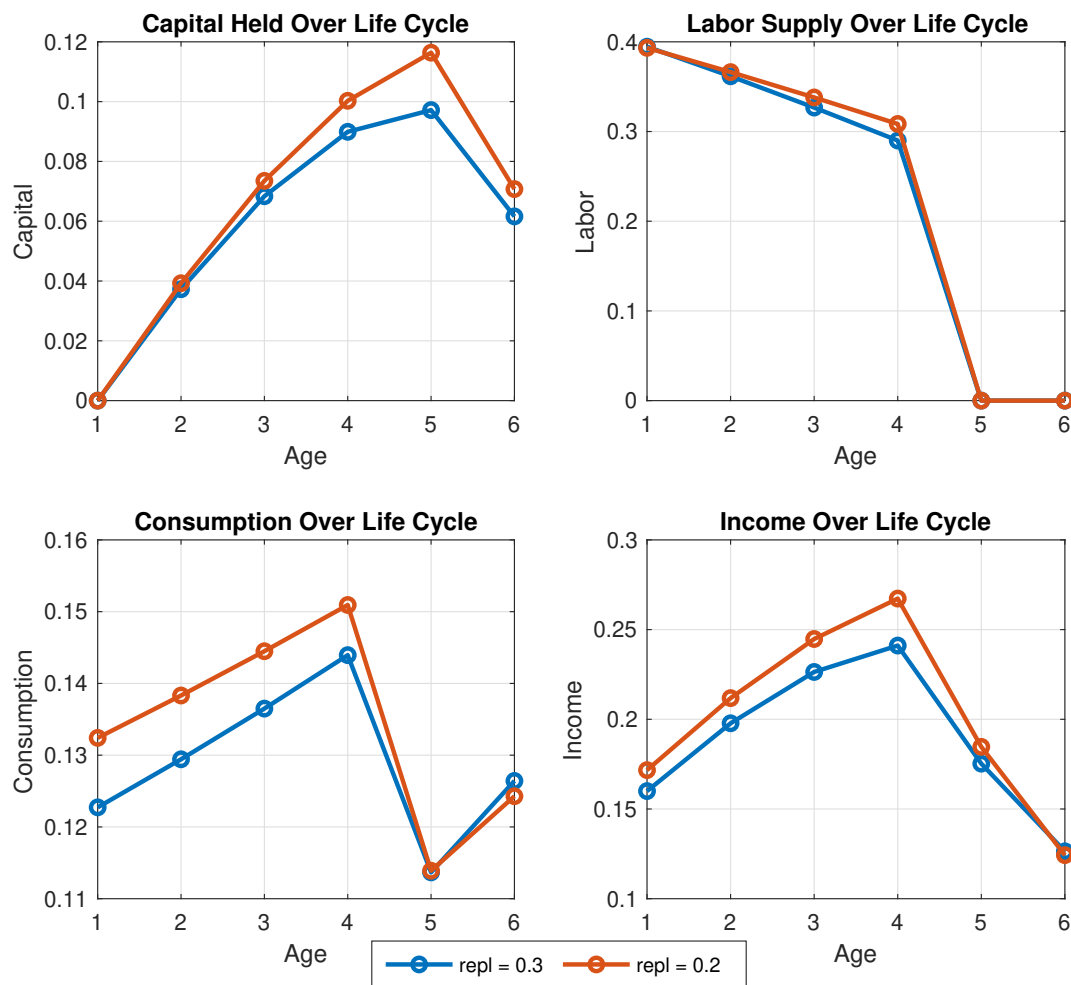 Capital Held Over Life Cycle
0.12
0.1
0.08
0.06
0.04
0.02
0
Capital
1 2 3 4 5 6
Age
Labor Supply Over Life Cycle
0.4
0.3
0.2
0.1
0
Labor
1 2 3 4 5 6
Age
Consumption Over Life Cycle
0.16
0.15
0.14
0.13
0.12
0.11
Consumption
1 2 3 4 5 6
Age
Income Over Life Cycle
0.3
0.25
0.2
0.15
0.1
Income
1 2 3 4 5 6
Age
repl = 0.3 repl = 0.2